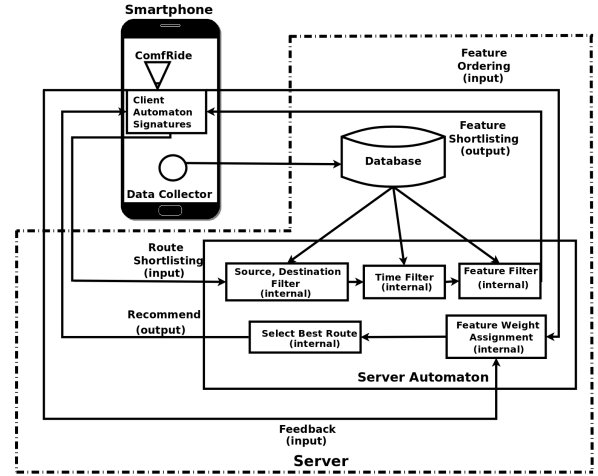 Smartphone
ComfRide
Client
Automaton
Signatures
Data Collector
Feature
Ordering
(input)
Feature
Shortlisting
(output)
Database
Route
Shortlisting
(input)
Source, Destination
Filter
(internal)
Time Filter
(internal)
Feature Filter
(internal)
Recommend
(output)
Select Best Route
(internal)
Feature Weight
Assignment
(internal)
Server Automaton
Feedback
(input)
Server